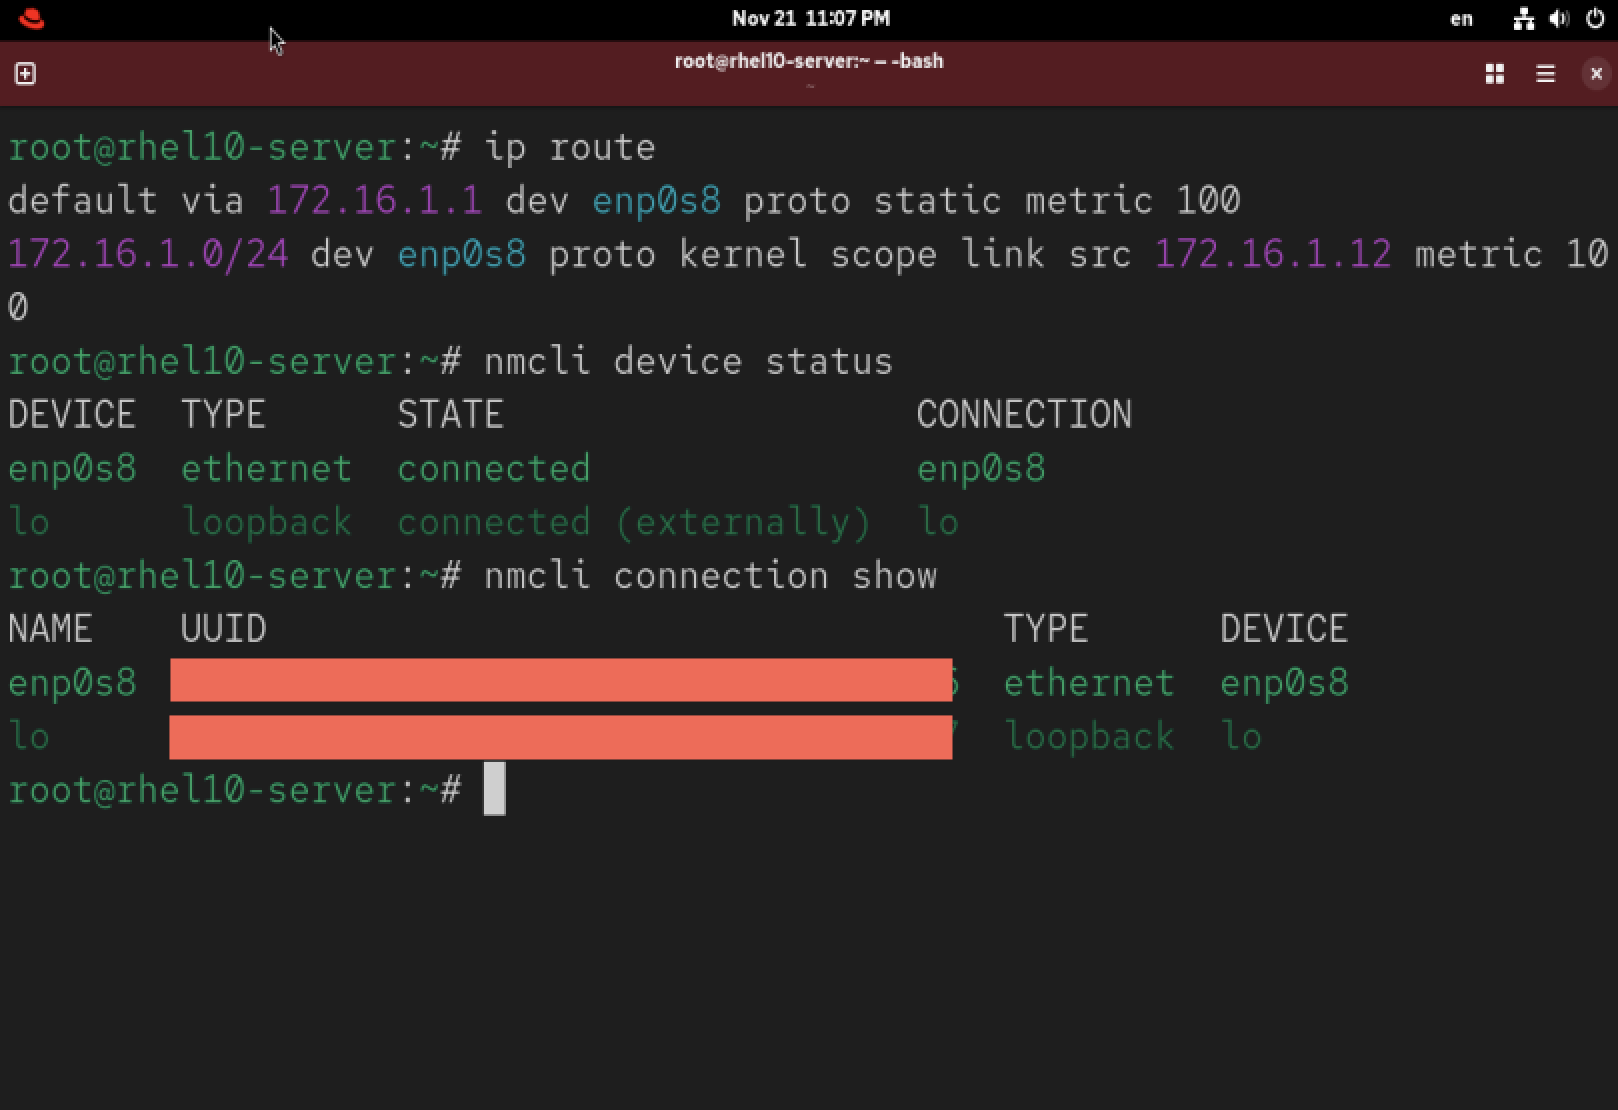 Nov 21 11:07 PM
en
root@rhel10-server:~ — -bash
~
root@rhel10-server:~# ip route
default via 172.16.1.1 dev enp0s8 proto static metric 100
172.16.1.0/24 dev enp0s8 proto kernel scope link src 172.16.1.12 metric 10
0
root@rhel10-server:~# nmcli device status
DEVICE TYPE STATE CONNECTION
enp0s8 ethernet connected enp0s8
lo loopback connected (externally) lo
root@rhel10-server:~# nmcli connection show
NAME UUID TYPE DEVICE
enp0s8 ethernet enp0s8
lo loopback lo
root@rhel10-server:~#